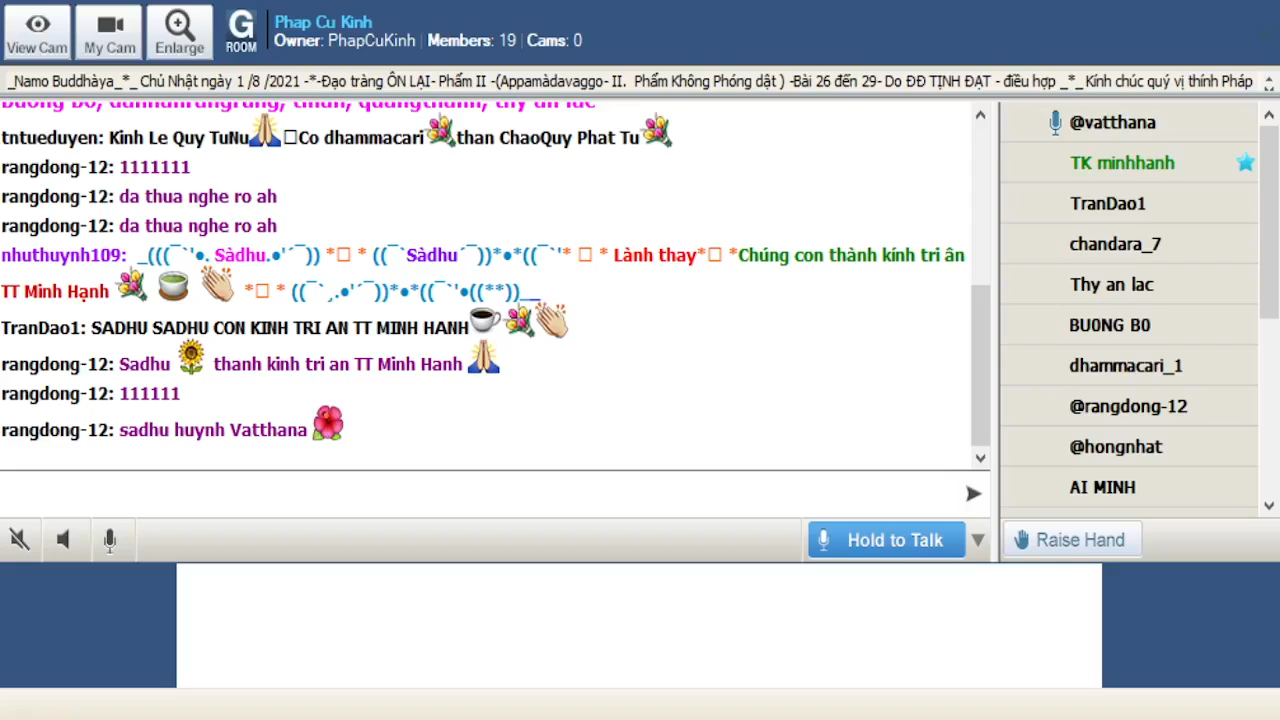 View Cam
My Cam
Enlarge
G
ROOM
Phap Cu Kinh
Owner: PhapCuKinh | Members: 19 | Cams: 0
_Namo Buddhàya_*_ Chủ Nhật ngày 1 /8 /2021 -*-Đạo tràng ÔN LẠI- Phẩm II -(Appamàdavaggo- II. Phẩm Không Phóng dật ) -Bài 26 đến 29- Do ĐĐ TỊNH ĐẠT - điều hợp _*_Kính chúc quý vị thính Pháp
tntueduyen: Kinh Le Quy TuNu Co dhammacari than ChaoQuy Phat Tu
rangdong-12: 1111111
rangdong-12: da thua nghe ro ah
rangdong-12: da thua nghe ro ah
nhuthuynh109: _(((¯`'•. Sàdhu.•'´¯)) *□ * ((¯`Sàdhu´¯))*•*((¯`'* □ * Lành thay*□ *Chúng con thành kính tri ân
TT Minh Hạnh *□ * ((¯`¸.•'´¯))*•*((¯`'•((**))__
TranDao1: SADHU SADHU CON KINH TRI AN TT MINH HANH
rangdong-12: Sadhu thanh kinh tri an TT Minh Hanh
rangdong-12: 111111
rangdong-12: sadhu huynh Vatthana
@vatthana
TK minhhanh
TranDao1
chandara_7
Thy an lac
BU0NG B0
dhammacari_1
@rangdong-12
@hongnhat
AI MINH
Hold to Talk
Raise Hand